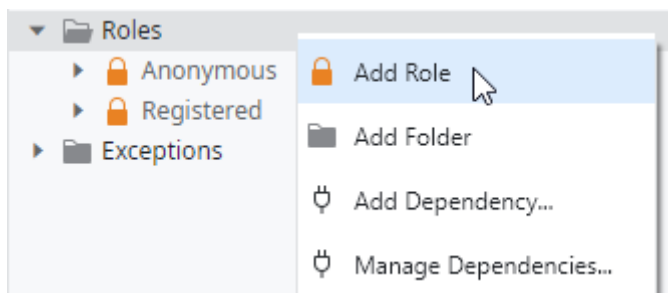 Roles
Anonymous
Registered
Exceptions
Add Role
Add Folder
Add Dependency...
Manage Dependencies...